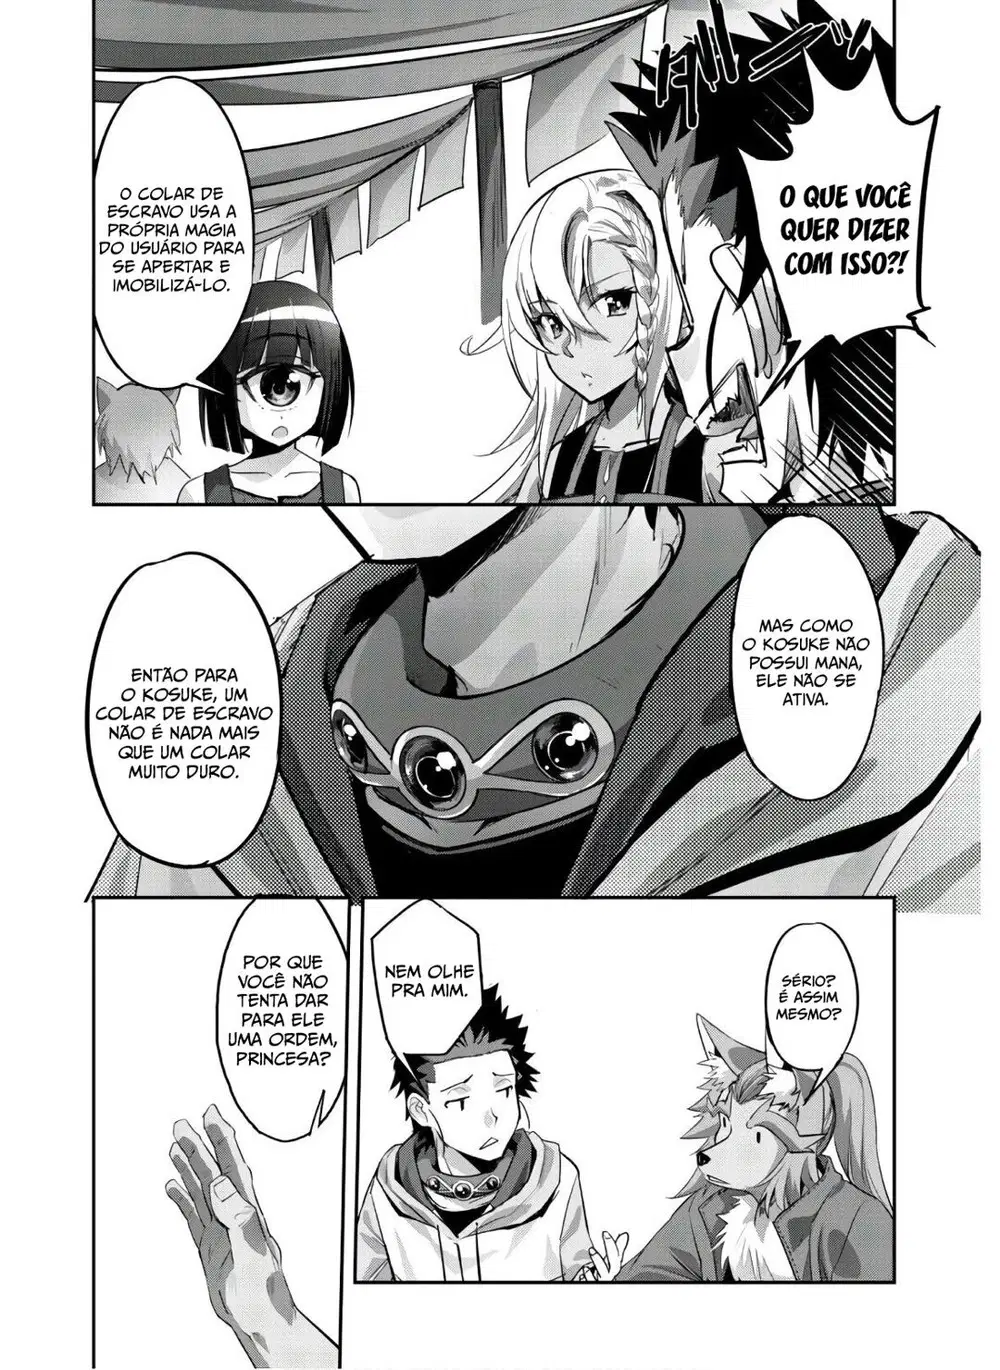 O QUE VOCÊ
QUER DIZER
COM ISSO?!
O COLAR DE
ESCRAVO USA A
PRÓPRIA MAGIA
DO USUÁRIO PARA
SE APERTAR E
IMOBILIZÁ-LO.
MAS COMO
O KOSUKE NÃO
POSSUI MANA,
ELE NÃO SE
ATIVA.
ENTÃO PARA
O KOSUKE, UM
COLAR DE ESCRAVO
NÃO É NADA MAIS
QUE UM COLAR
MUITO DURO.
SÉRIO?
É ASSIM
MESMO?
NEM OLHE
PRA MIM.
POR QUE
VOCÊ NÃO
TENTA DAR
PARA ELE
UMA ORDEM,
PRINCESA?